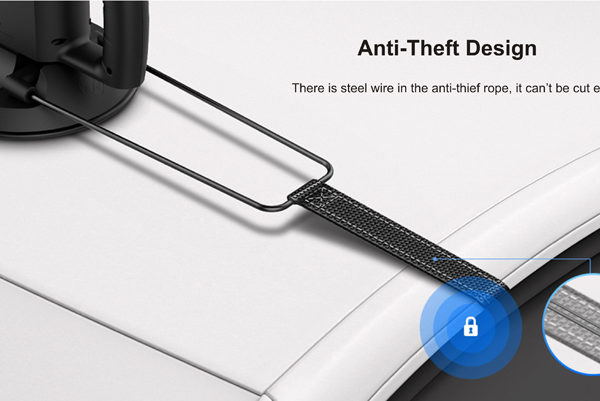 Anti-Theft Design
There is steel wire in the anti-thief rope, it can't be cut e